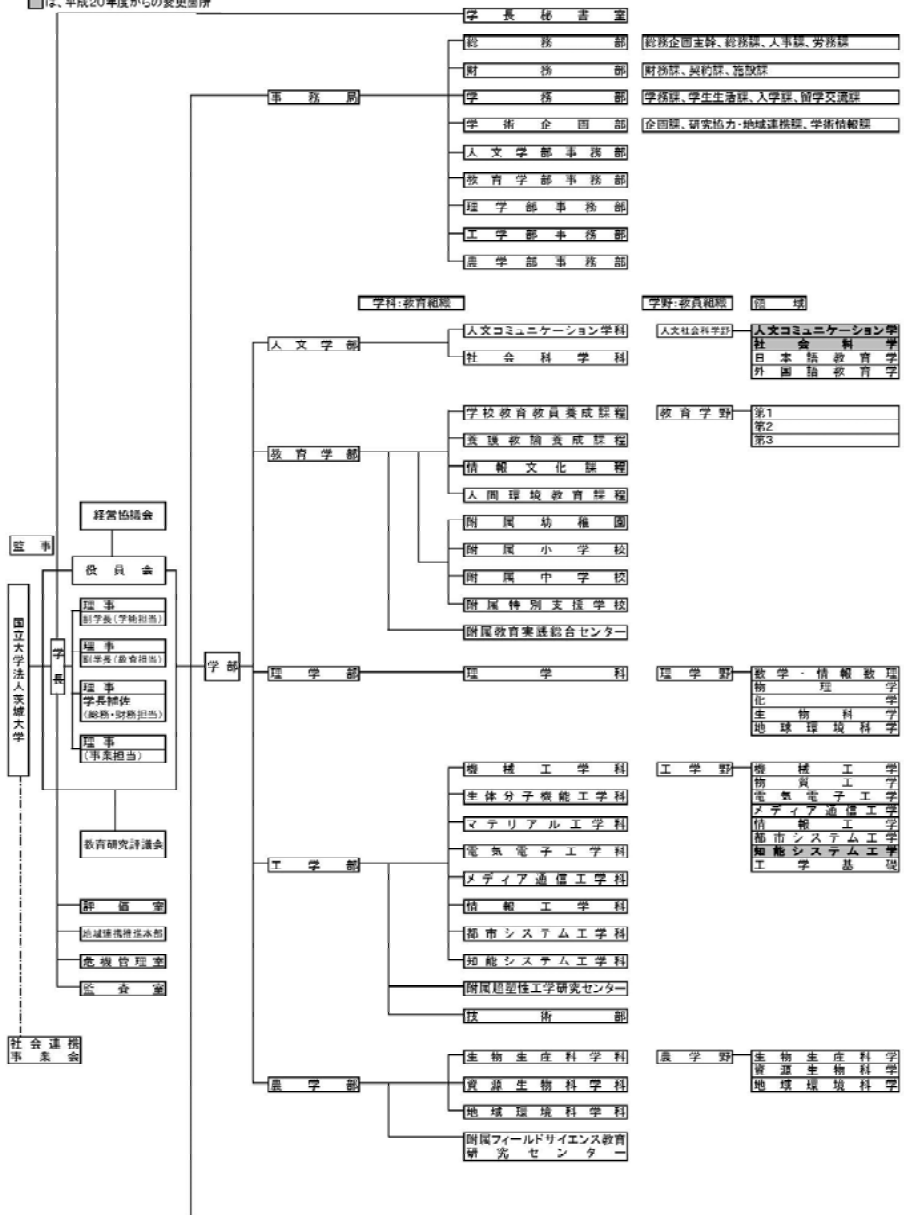 は、平成20年度からの変更箇所
学長秘書室
総務部 総務企画主幹、総務課、人事課、労務課
財務部 財務課、契約課、施設課
事務局
学務部 学務課、学生生活課、入学課、留学交流課
学術企画部 企画課、研究協力・地域連携課、学術情報課
人文学部事務部
教育学部事務部
理学部事務部
工学部事務部
農学部事務部
学科:教育組織 学野:教員組織 領域
人文学部
人文コミュニケーション学科
社会科学科
人文社会科学野
人文コミュニケーション学
社会科学
日本語教育学
外国語教育学
教育学部
学校教育教員養成課程
養護教諭養成課程
情報文化課程
人間環境教育課程
附属幼稚園
附属小学校
附属中学校
附属特別支援学校
附属教育実践総合センター
教育学野
第1
第2
第3
経営協議会
監事
役員会
国立大学法人茨城大学
学長
理事
副学長(学術担当)
理事
副学長(教育担当)
理事
学長補佐
(総務・財務担当)
理事
(事業担当)
教育研究評議会
評価室
地域連携推進本部
危機管理室
監査室
社会連携
事業会
学部
理学部
理学科
理学野
数学・情報数理
物理学
化学
生物科学
地球環境科学
工学部
機械工学科
生体分子機能工学科
マテリアル工学科
電気電子工学科
メディア通信工学科
情報工学科
都市システム工学科
知能システム工学科
附属超塑性工学研究センター
技術部
工学野
機械工学
物質工学
電気電子工学
メディア通信工学
情報工学
都市システム工学
知能システム工学
工学基礎
農学部
生物生産科学科
資源生物科学科
地域環境科学科
附属フィールドサイエンス教育
研究センター
農学野
生物生産科学
資源生物科学
地域環境科学